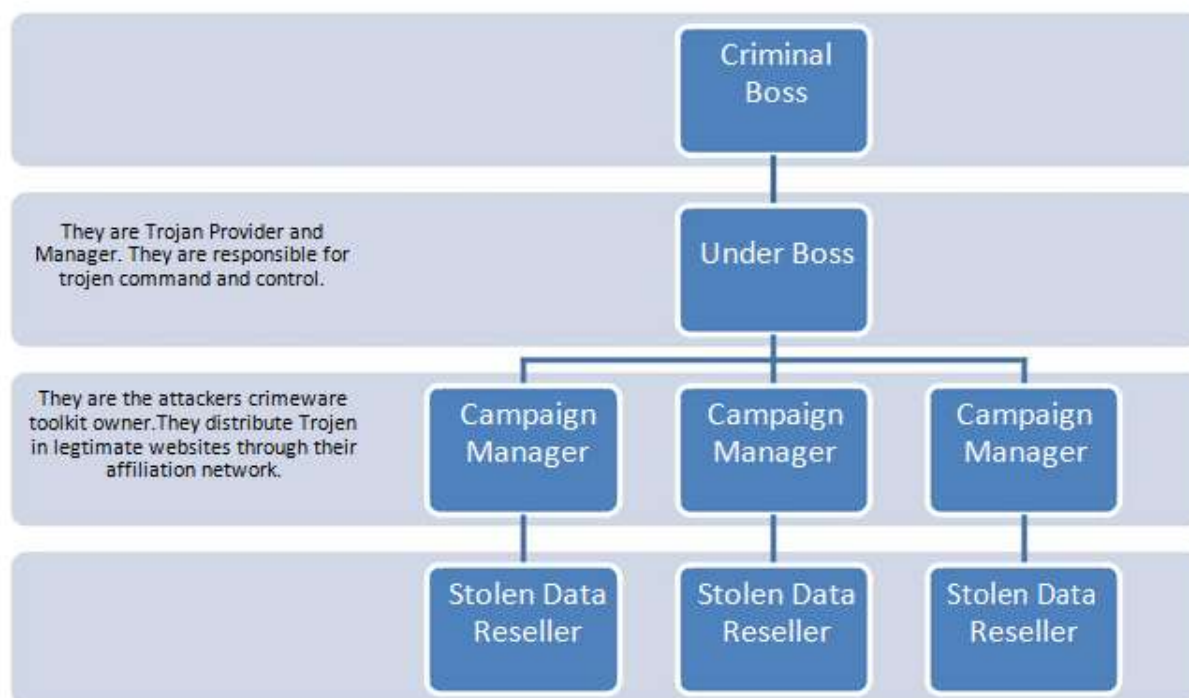 Criminal
Boss
They are Trojan Provider and
Manager. They are responsible for
trojen command and control.
Under Boss
They are the attackers crimeware
toolkit owner.They distribute Trojen
in legtimate websites through their
affiliation network.
Campaign
Manager
Campaign
Manager
Campaign
Manager
Stolen Data
Reseller
Stolen Data
Reseller
Stolen Data
Reseller